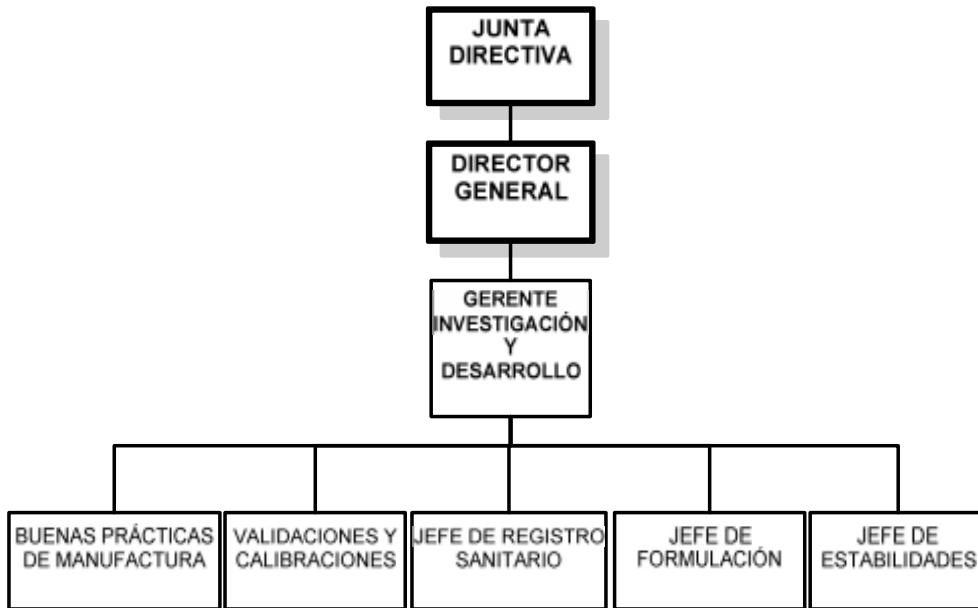 JUNTA
DIRECTIVA
DIRECTOR
GENERAL
GERENTE
INVESTIGACIÓN
Y
DESARROLLO
BUENAS PRÁCTICAS
DE MANUFACTURA
VALIDACIONES Y
CALIBRACIONES
JEFE DE REGISTRO
SANITARIO
JEFE DE
FORMULACIÓN
JEFE DE
ESTABILIDADES